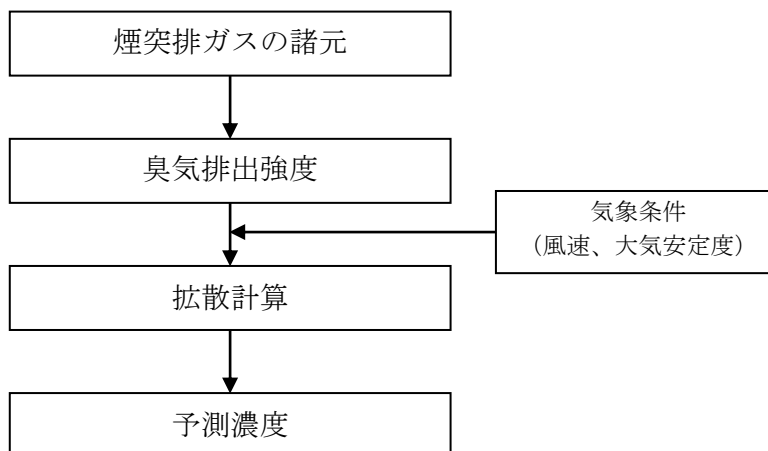 煙突排ガスの諸元
臭気排出強度
気象条件
(風速、大気安定度)
拡散計算
予測濃度